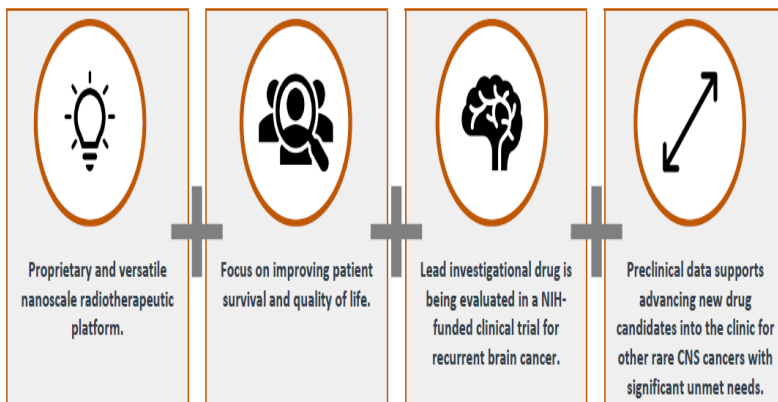 Proprietary and versatile
nanoscale radiotherapeutic
platform.
Focus on improving patient
survival and quality of life.
Lead investigational drug is
being evaluated in a NIH-
funded clinical trial for
recurrent brain cancer.
Preclinical data supports
advancing new drug
candidates into the clinic for
other rare CNS cancers with
significant unmet needs.